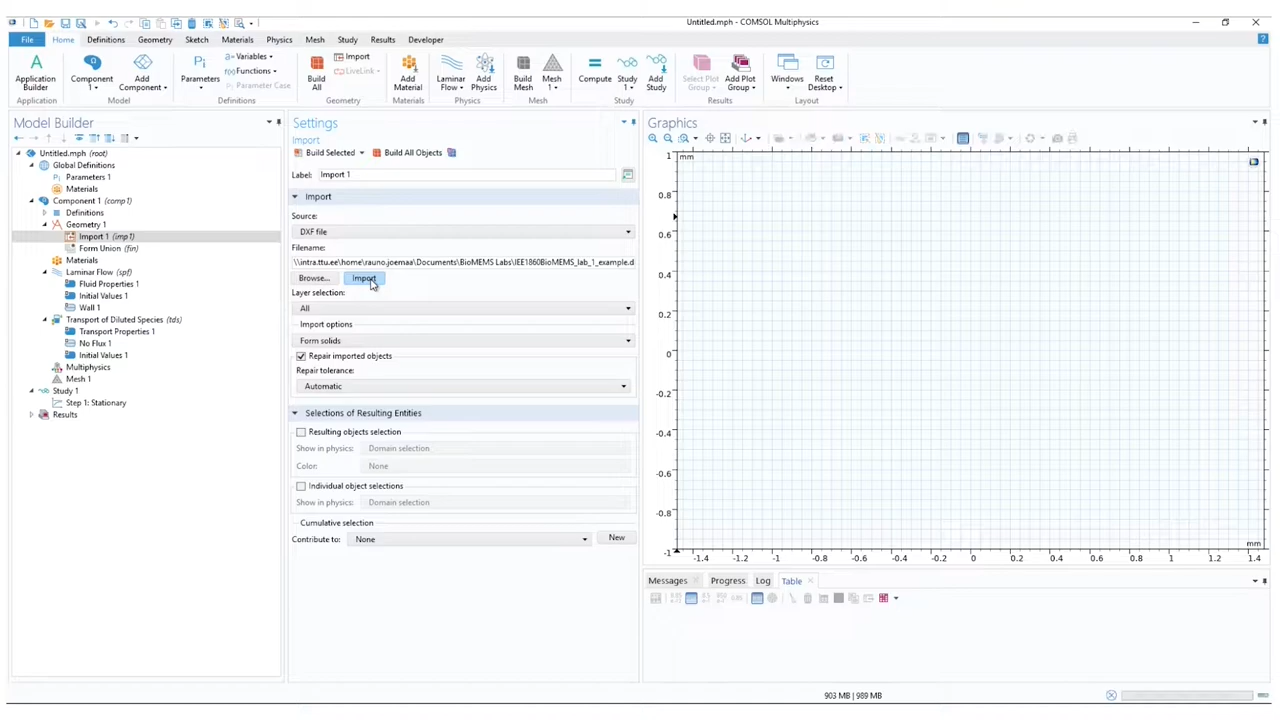 Untitled.mph - COMSOL Multiphysics
File Home Definitions Geometry Sketch Materials Physics Mesh Study Results Developer
Application Builder
Application
Component 1
Add Component
Model
Parameters
Variables
Functions
Parameter Case
Definitions
Build All
Import
LiveLink
Geometry
Add Material
Materials
Laminar Flow
Add Physics
Physics
Build Mesh
Mesh 1
Mesh
Compute
Study 1
Add Study
Study
Select Plot Group
Add Plot Group
Results
Windows
Reset Desktop
Layout
Model Builder
Untitled.mph (root)
Global Definitions
Parameters 1
Materials
Component 1 (comp1)
Definitions
Geometry 1
Import 1 (imp1)
Form Union (fin)
Materials
Laminar Flow (spf)
Fluid Properties 1
Initial Values 1
Wall 1
Transport of Diluted Species (tds)
Transport Properties 1
No Flux 1
Initial Values 1
Multiphysics
Mesh 1
Study 1
Step 1: Stationary
Results
Settings
Import
Build Selected Build All Objects
Label: Import 1
Import
Source:
DXF file
Filename:
\\intra.ttu.ee\home\rauno.joemaa\Documents\BioMEMS Labs\IEE1860BioMEMS_lab_1_example.d
Browse... Import
Layer selection:
All
Import options
Form solids
Repair imported objects
Repair tolerance:
Automatic
Selections of Resulting Entities
Resulting objects selection
Show in physics: Domain selection
Color: None
Individual object selections
Show in physics: Domain selection
Cumulative selection
Contribute to: None New
Graphics
mm
1
0.8
0.6
0.4
0.2
0
-0.2
-0.4
-0.6
-0.8
-1
mm
-1.4 -1.2 -1 -0.8 -0.6 -0.4 -0.2 0 0.2 0.4 0.6 0.8 1 1.2 1.4
Messages Progress Log Table
903 MB | 989 MB